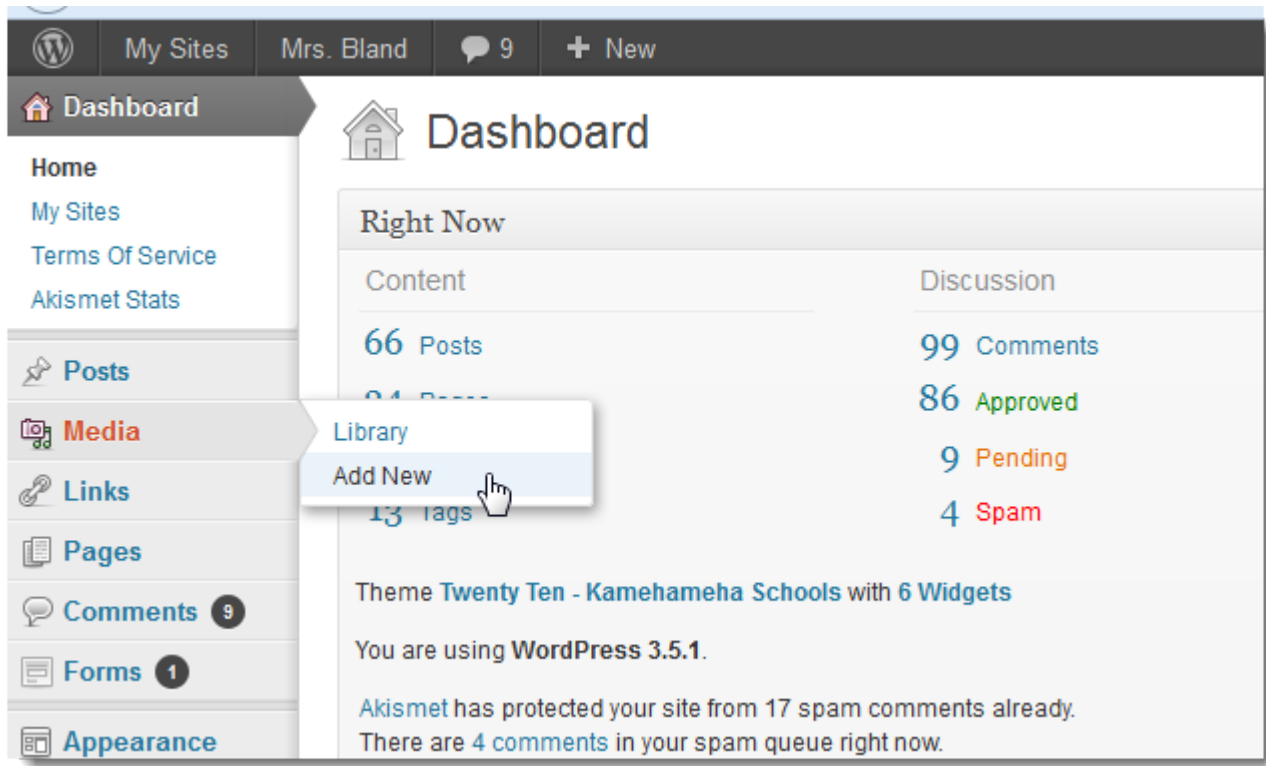 My Sites Mrs. Bland 9 New
Dashboard
Home
My Sites
Terms Of Service
Akismet Stats
Posts
Media
Links
Pages
Comments 9
Forms 1
Appearance
Library
Add New
Dashboard
Right Now
Content
66 Posts
13 Tags
Discussion
99 Comments
86 Approved
9 Pending
4 Spam
Theme Twenty Ten - Kamehameha Schools with 6 Widgets
You are using WordPress 3.5.1.
Akismet has protected your site from 17 spam comments already.
There are 4 comments in your spam queue right now.